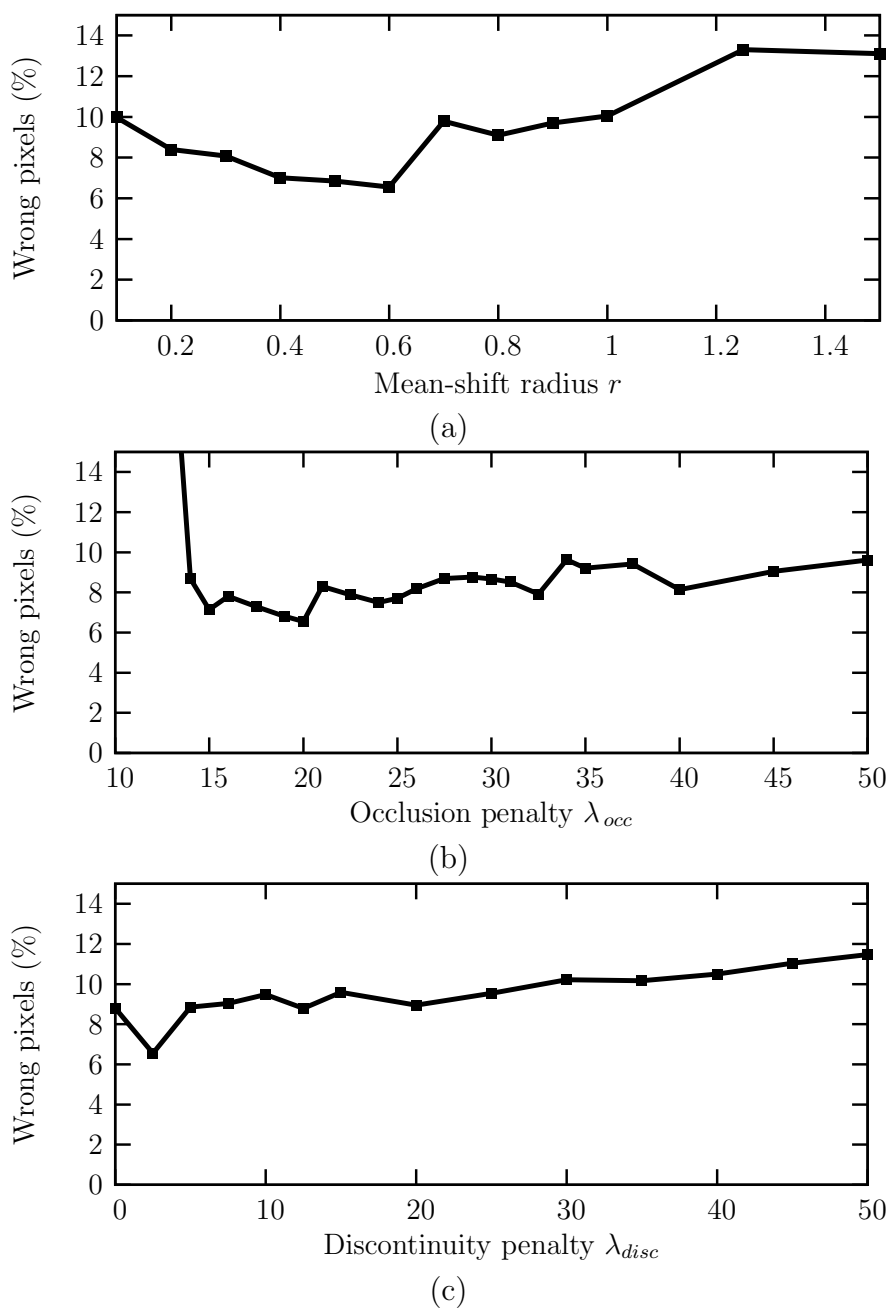 14
12
10
8
6
4
2
0
Wrong pixels (%)
0.2 0.4 0.6 0.8 1 1.2 1.4
Mean-shift radius r
(a)
14
12
10
8
6
4
2
0
Wrong pixels (%)
10 15 20 25 30 35 40 45 50
Occlusion penalty λocc
(b)
14
12
10
8
6
4
2
0
Wrong pixels (%)
0 10 20 30 40 50
Discontinuity penalty λdisc
(c)